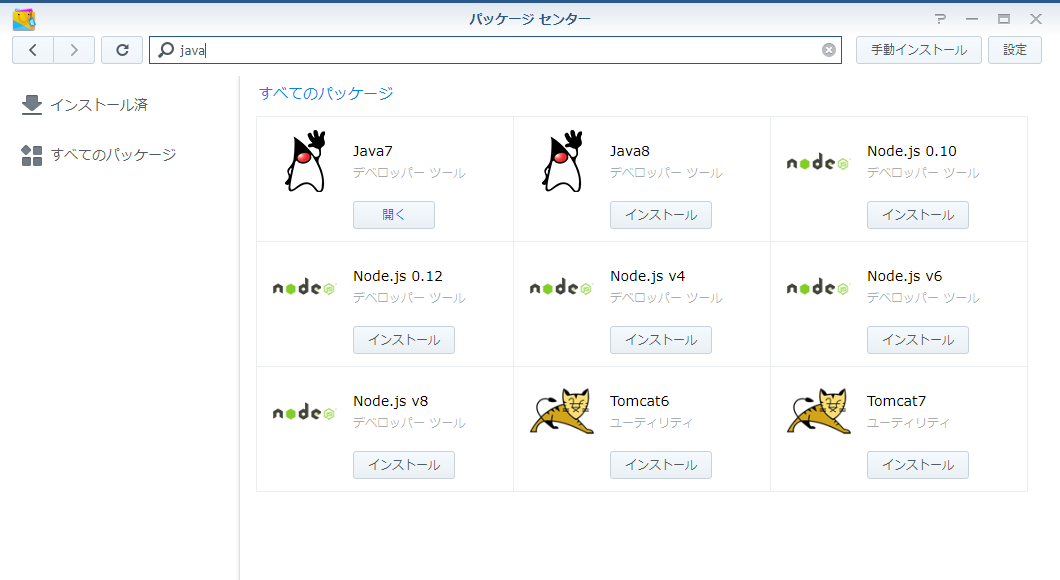 パッケージ センター
java
手動インストール
設定
インストール済
すべてのパッケージ
すべてのパッケージ
Java7
デベロッパー ツール
開く
Java8
デベロッパー ツール
インストール
node JS
Node.js 0.10
デベロッパー ツール
インストール
node JS
Node.js 0.12
デベロッパー ツール
インストール
node JS
Node.js v4
デベロッパー ツール
インストール
node JS
Node.js v6
デベロッパー ツール
インストール
node JS
Node.js v8
デベロッパー ツール
インストール
Tomcat6
ユーティリティ
インストール
Tomcat7
ユーティリティ
インストール